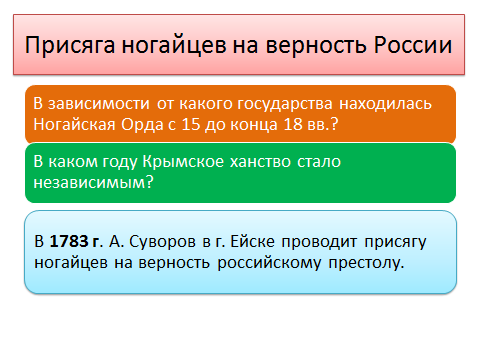 Присяга ногайцев на верность России
В зависимости от какого государства находилась
Ногайская Орда с 15 до конца 18 вв.?
В каком году Крымское ханство стало
независимым?
В 1783 г. А. Суворов в г. Ейске проводит присягу
ногайцев на верность российскому престолу.